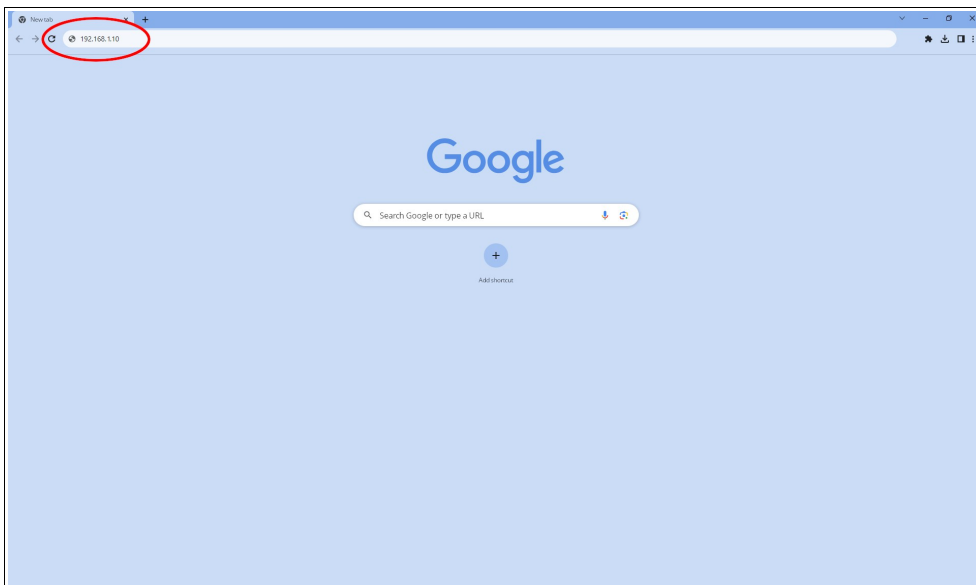 New tab
192.168.1.10
Google
Search Google or type a URL
Add shortcut